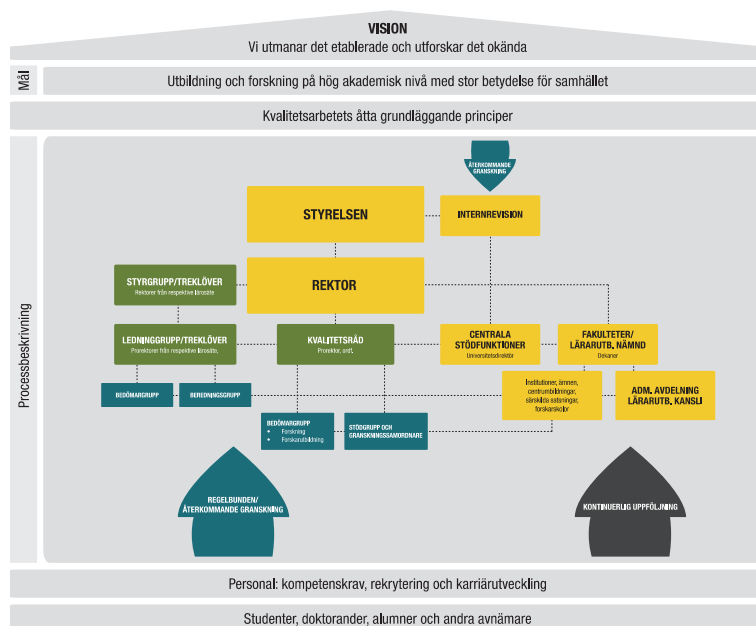 VISION
Vi utmanar det etablerade och utforskar det okända
Mål
Utbildning och forskning på hög akademisk nivå med stor betydelse för samhället
Kvalitetsarbetets åtta grundläggande principer
Processbeskrivning
ÅTERKOMMANDE
GRANSKNING
STYRELSEN
INTERNREVISION
STYRGRUPP/TREKLÖVER
Rektorer från respektive lärosäte
REKTOR
LEDNINGGRUPP/TREKLÖVER
Prorektorer från respektive lärosäte,
KVALITETSRÅD
Prorektor, ordf.
CENTRALA
STÖDFUNKTIONER
Universitetsdirektör
FAKULTETER/
LÄRARUTB. NÄMND
Dekaner
BEDÖMARGRUPP
BEREDNINGSGRUPP
Institutioner, ämnen,
centrumbildningar,
särskilda satsningar,
forskarskolor
ADM. AVDELNING
LÄRARUTB. KANSLI
BEDÖMARGRUPP
• Forskning
• Forskarutbildning
STÖDGRUPP OCH
GRANSKNINGSSAMORDNARE
REGELBUNDEN/
ÅTERKOMMANDE GRANSKNING
KONTINUERLIG UPPFÖLJNING
Personal: kompetenskrav, rekrytering och karriärutveckling
Studenter, doktorander, alumner och andra avnämare